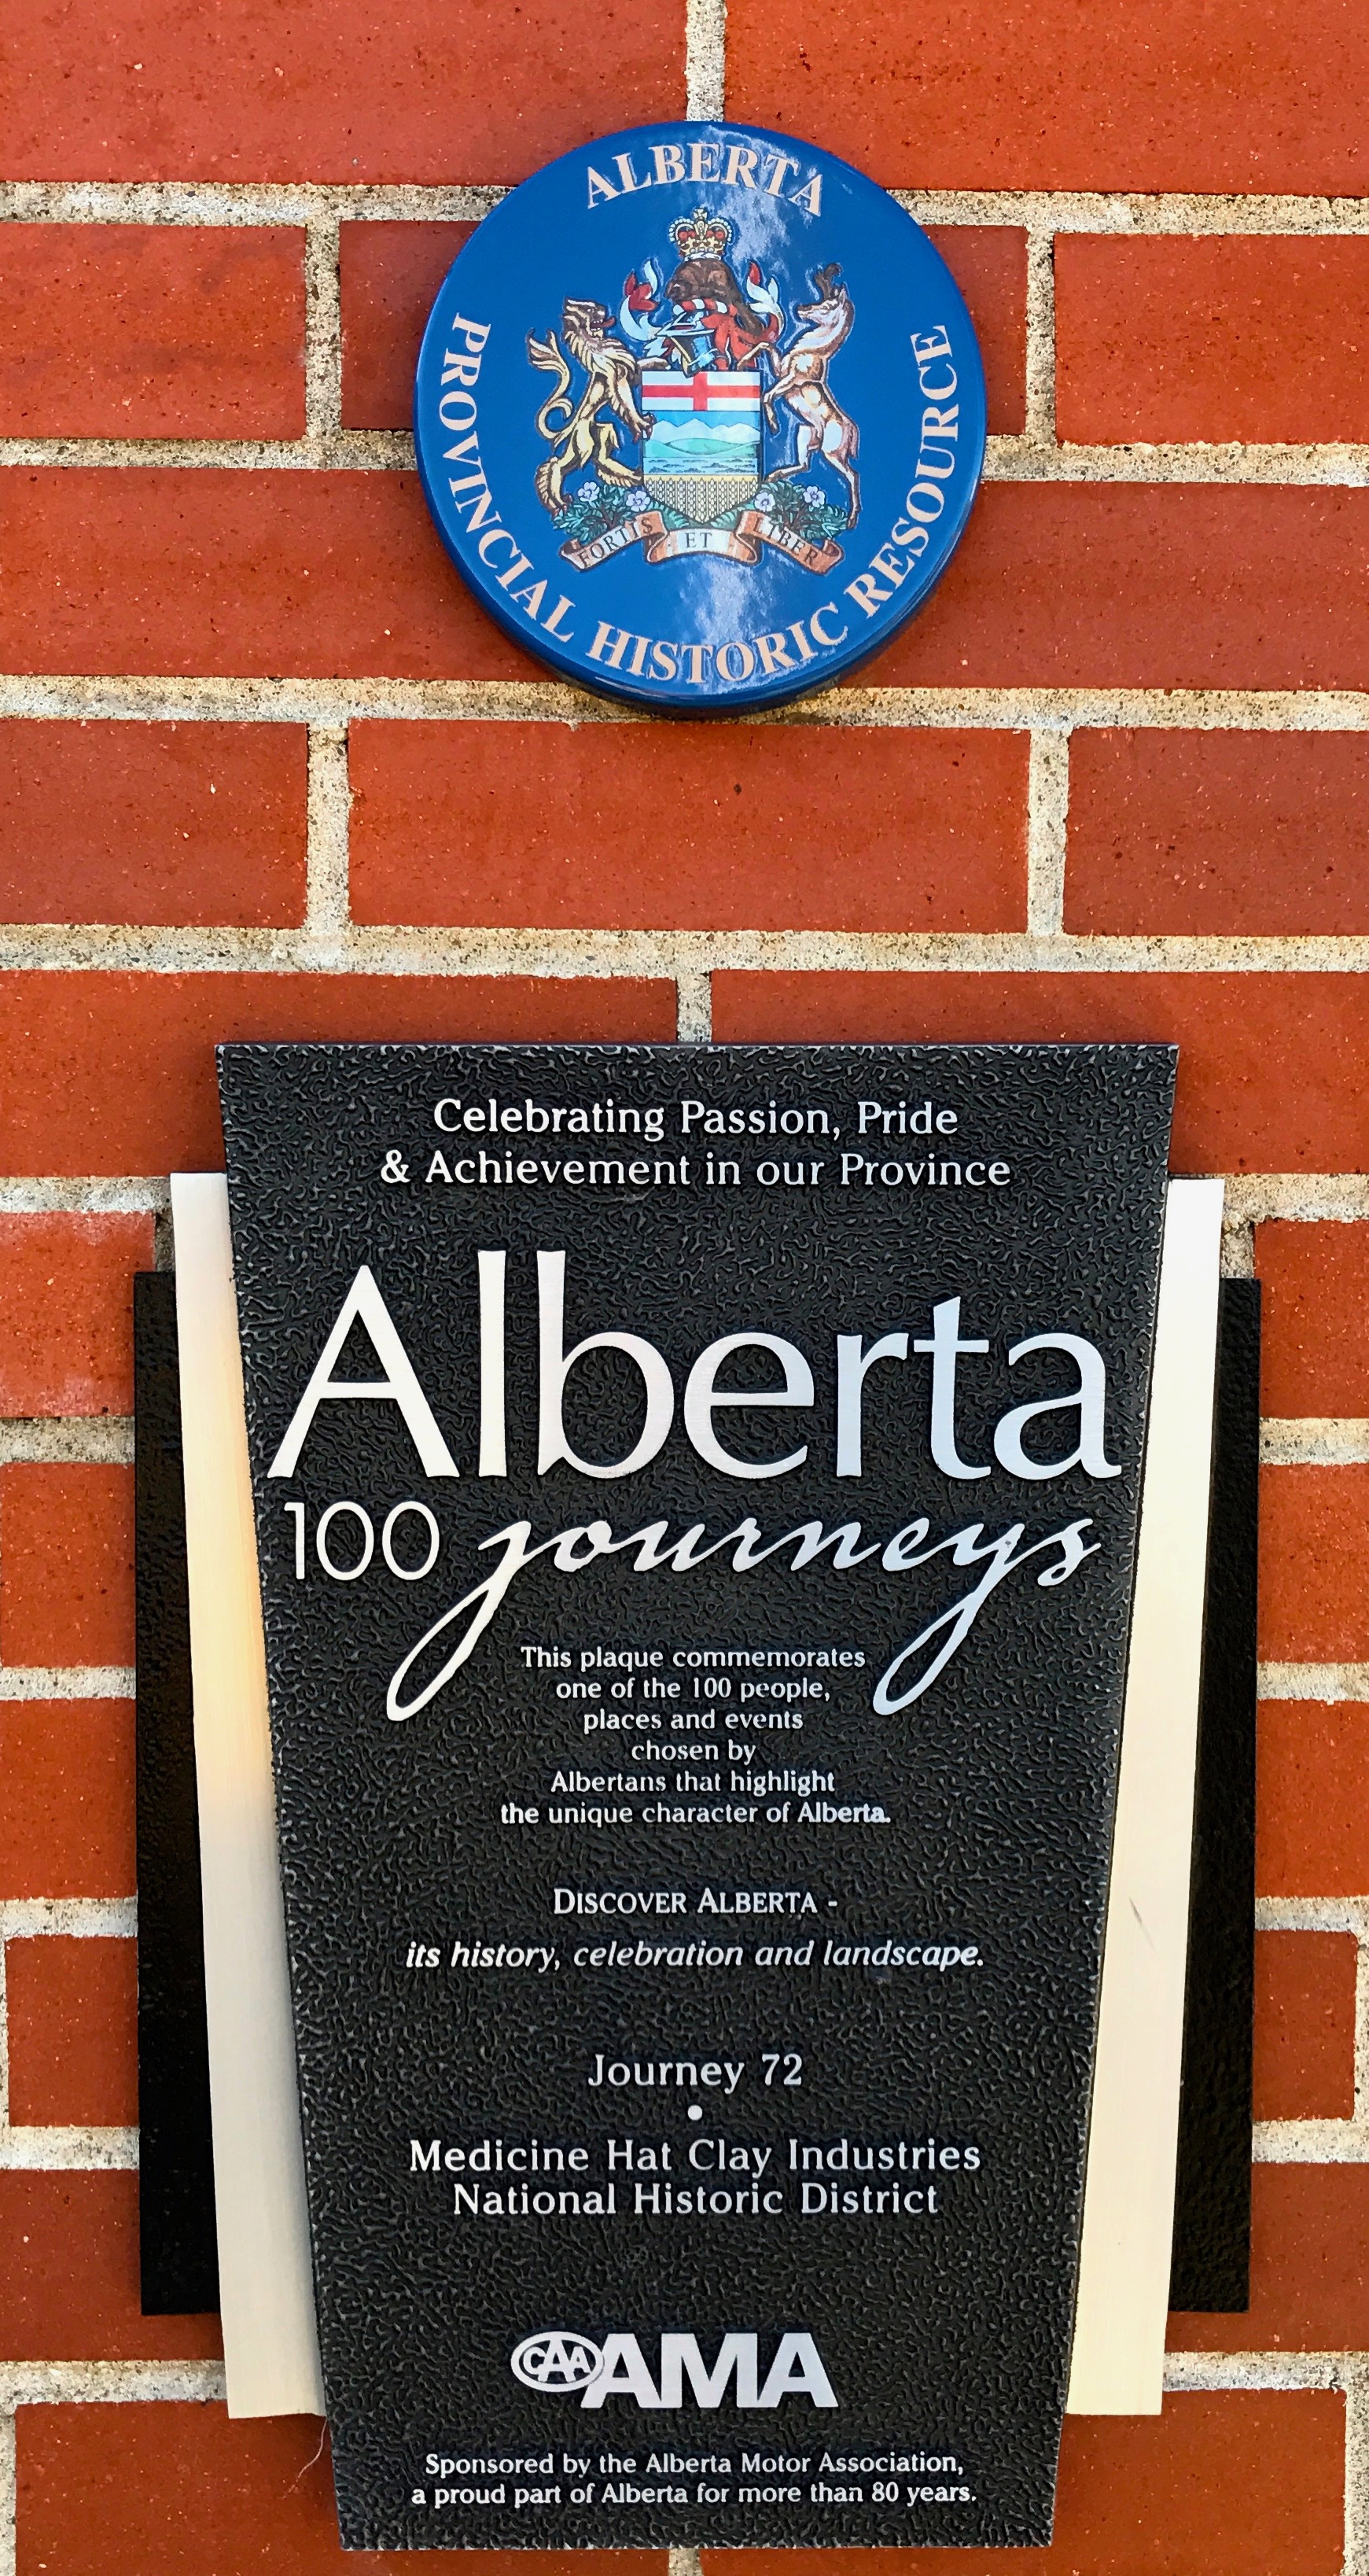 ALBERTA
PROVINCIAL HISTORIC RESOURCE
FORTIS ET LIBER
Celebrating Passion, Pride
& Achievement in our Province
Alberta
100 journeys
This plaque commemorates
one of the 100 people,
places and events
chosen by
Albertans that highlight
the unique character of Alberta.
DISCOVER ALBERTA -
its history, celebration and landscape.
Journey 72
•
Medicine Hat Clay Industries
National Historic District
CAA AMA
Sponsored by the Alberta Motor Association,
a proud part of Alberta for more than 80 years.